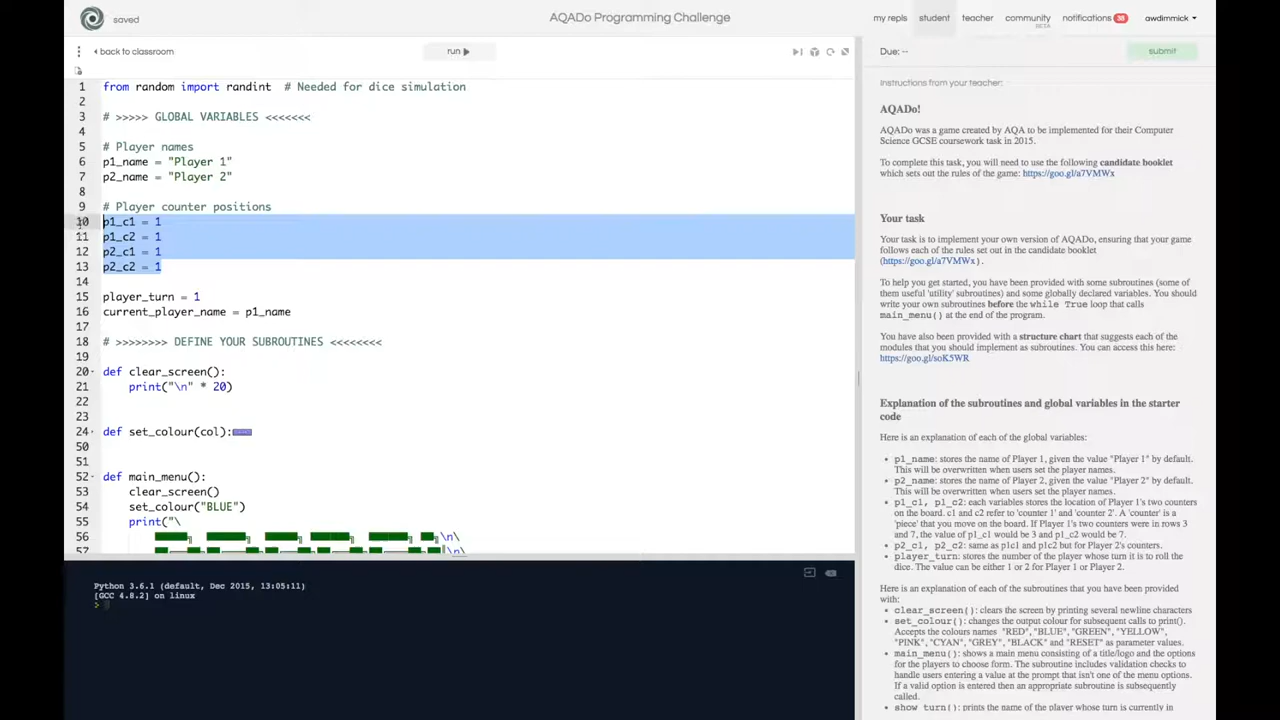 saved
AQADo Programming Challenge
my repls
student
teacher
community
BETA
notifications 38
awdimmick
back to classroom
run
Due: --
submit
1 from random import randint  # Needed for dice simulation
2
3 # >>>>> GLOBAL VARIABLES <<<<<<<
4
5 # Player names
6 p1_name = "Player 1"
7 p2_name = "Player 2"
8
9 # Player counter positions
10 p1_c1 = 1
11 p1_c2 = 1
12 p2_c1 = 1
13 p2_c2 = 1
14
15 player_turn = 1
16 current_player_name = p1_name
17
18 # >>>>>>>> DEFINE YOUR SUBROUTINES <<<<<<<<
19
20 def clear_screen():
21     print("\n" * 20)
22
23
24 def set_colour(col):
50
51
52 def main_menu():
53     clear_screen()
54     set_colour("BLUE")
55     print("\
56 \n\
57 \n\
Python 3.6.1 (default, Dec 2015, 13:05:11)
[GCC 4.8.2] on linux
>
Instructions from your teacher:
AQADo!
AQADo was a game created by AQA to be implemented for their Computer
Science GCSE coursework task in 2015.
To complete this task, you will need to use the following candidate booklet
which sets out the rules of the game: https://goo.gl/a7VMWx
Your task
Your task is to implement your own version of AQADo, ensuring that your game
follows each of the rules set out in the candidate booklet
(https://goo.gl/a7VMWx).
To help you get started, you have been provided with some subroutines (some of
them useful 'utility' subroutines) and some globally declared variables. You should
write your own subroutines before the while True loop that calls
main_menu() at the end of the program.
You have also been provided with a structure chart that suggests each of the
modules that you should implement as subroutines. You can access this here:
https://goo.gl/soK5WR
Explanation of the subroutines and global variables in the starter
code
Here is an explanation of each of the global variables:
• p1_name: stores the name of Player 1, given the value "Player 1" by default.
This will be overwritten when users set the player names.
• p2_name: stores the name of Player 2, given the value "Player 2" by default.
This will be overwritten when users set the player names.
• p1_c1, p1_c2: each variables stores the location of Player 1's two counters
on the board. c1 and c2 refer to 'counter 1' and 'counter 2'. A 'counter' is a
'piece' that you move on the board. If Player 1's two counters were in rows 3
and 7, the value of p1_c1 would be 3 and p1_c2 would be 7.
• p2_c1, p2_c2: same as p1c1 and p1c2 but for Player 2's counters.
• player_turn: stores the number of the player whose turn it is to roll the
dice. The value can be either 1 or 2 for Player 1 or Player 2.
Here is an explanation of each of the subroutines that you have been provided
with:
• clear_screen(): clears the screen by printing several newline characters
• set_colour(): changes the output colour for subsequent calls to print().
Accepts the colours names "RED", "BLUE", "GREEN", "YELLOW",
"PINK", "CYAN", "GREY", "BLACK" and "RESET" as parameter values.
• main_menu(): shows a main menu consisting of a title/logo and the options
for the players to choose form. The subroutine includes validation checks to
handle users entering a value at the prompt that isn't one of the menu options.
If a valid option is entered then an appropriate subroutine is subsequently
called.
• show_turn(): prints the name of the player whose turn is currently in